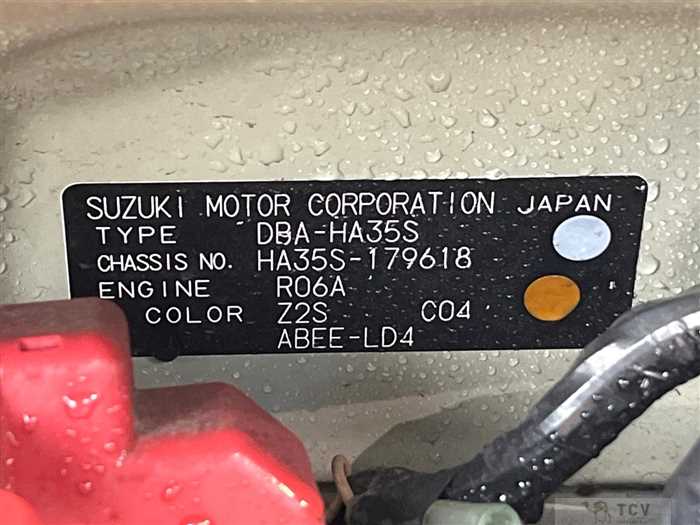 SUZUKI MOTOR CORPORATION JAPAN
TYPE DBA-HA35S
CHASSIS NO. HA35S-179618
ENGINE R06A
COLOR Z2S C04
ABEE-LD4
TCV